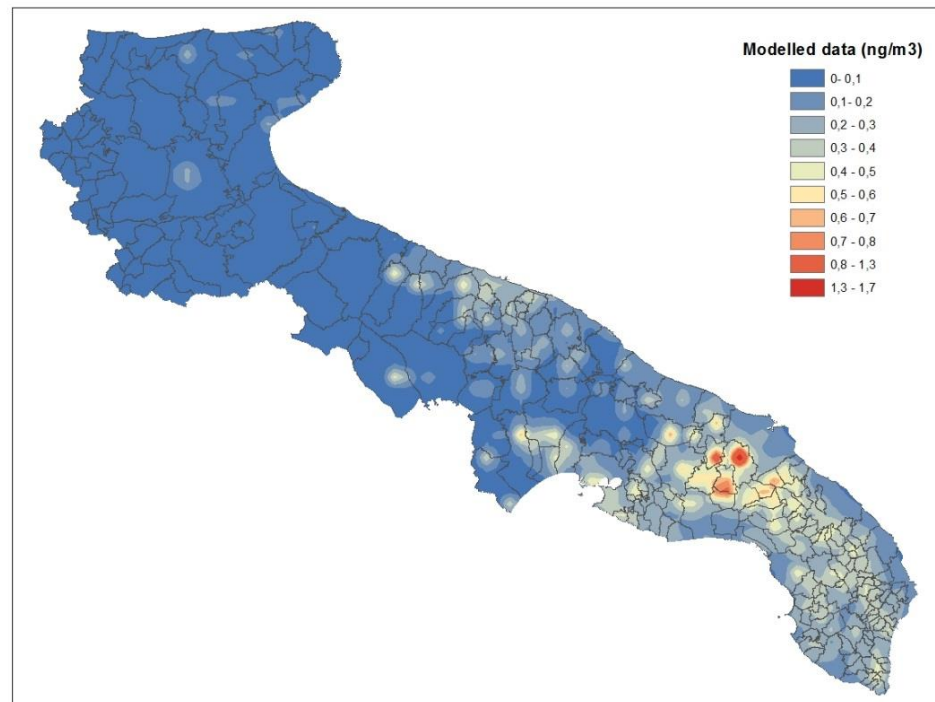 Modelled data (ng/m3)
0- 0,1
0,1- 0,2
0,2 - 0,3
0,3 - 0,4
0,4 - 0,5
0,5 - 0,6
0,6 - 0,7
0,7 - 0,8
0,8 - 1,3
1,3 - 1,7